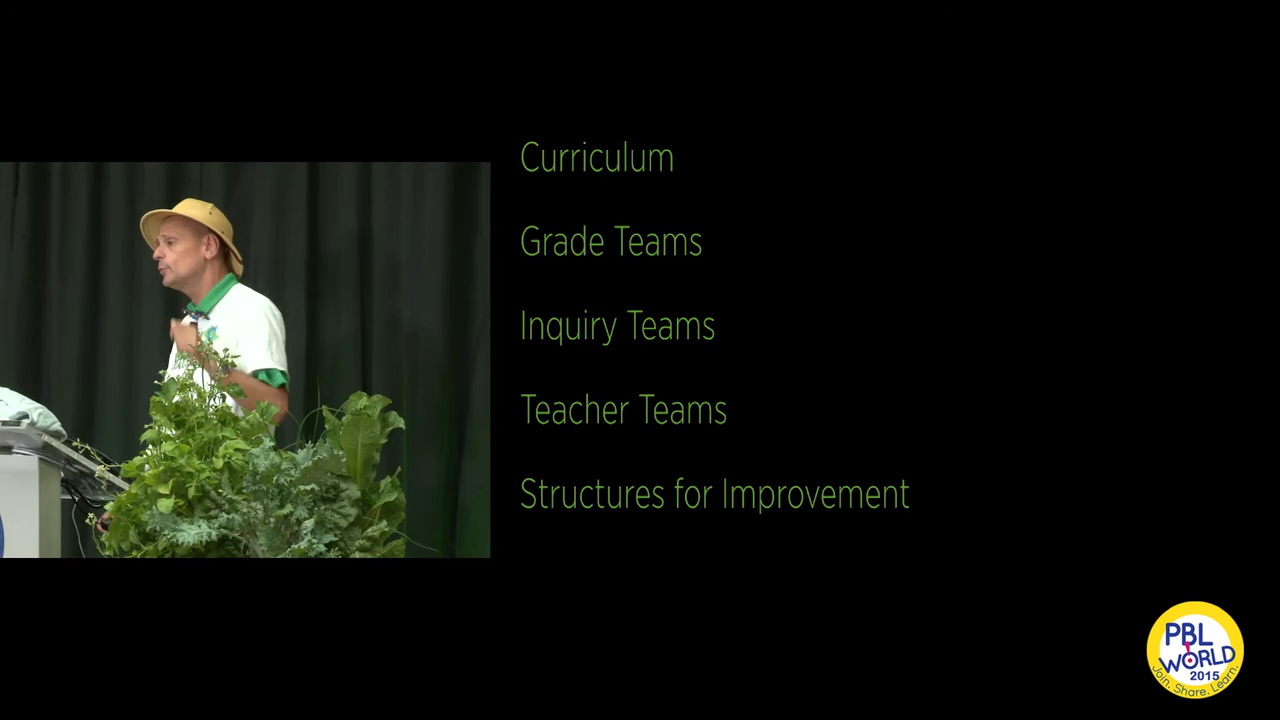 Curriculum
Grade Teams
Inquiry Teams
Teacher Teams
Structures for Improvement
PBL
WORLD
2015
Join. Share. Learn.